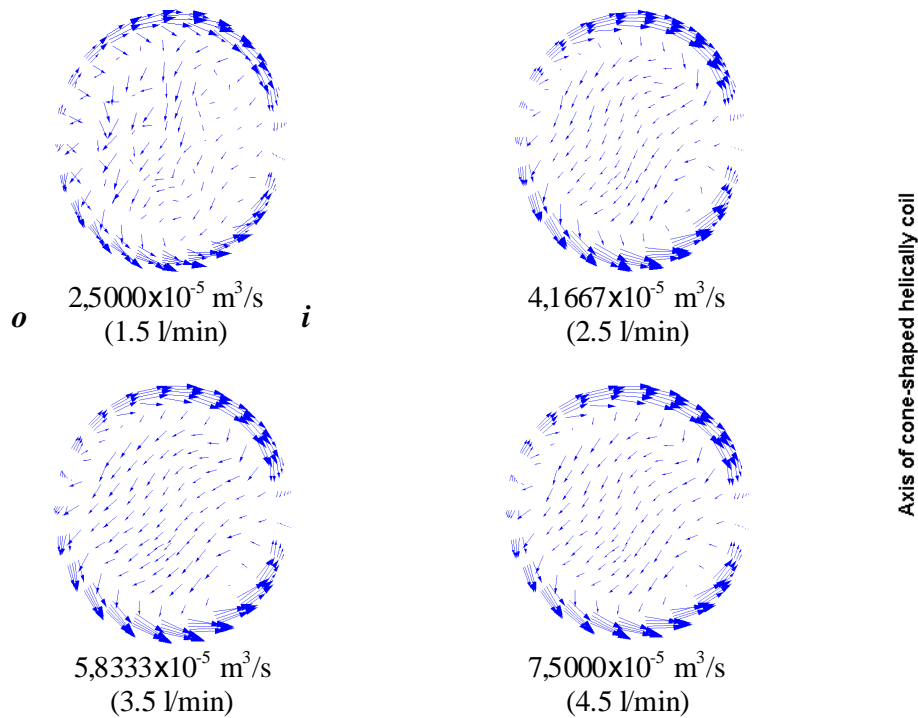 2,5000x10⁻⁵ m³/s
(1.5 l/min)
o
i
4,1667x10⁻⁵ m³/s
(2.5 l/min)
5,8333x10⁻⁵ m³/s
(3.5 l/min)
7,5000x10⁻⁵ m³/s
(4.5 l/min)
Axis of cone-shaped helically coil